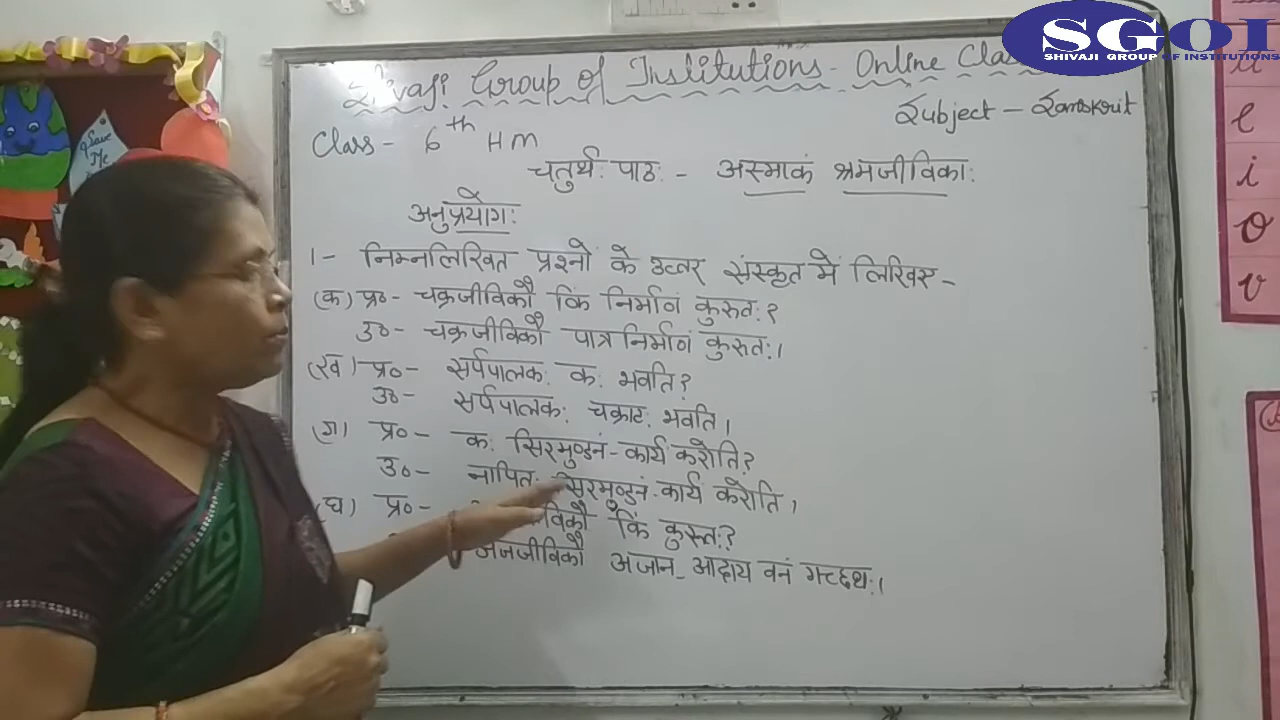 SGOI
SHIVAJI GROUP OF INSTITUTIONS
Shivaji Group of Institutions - Online Class
Subject - Sanskrit
Class - 6th HM
चतुर्थः पाठः - अस्माकं श्रमजीविकाः
अनुप्रयोगः
1- निम्नलिखित प्रश्नों के उत्तर संस्कृत में लिखिए -
(क) प्र०- चक्रजीविकौ किं निर्माणं कुरुतः?
उ०- चक्रजीविकौ पात्र निर्माणं कुरुतः।
(ख) प्र०- सर्पपालकः कः भवति?
उ०- सर्पपालकः चक्राटः भवति।
(ग) प्र०- कः सिरमुण्डनं-कार्य करोति?
उ०- नापितः सिरमुण्डनं-कार्य करोति।
(घ) प्र०- विकौ किं कुरुतः?
अजजीविकौ अजान् आदाय वनं गच्छथः।
Save
Me
u
e
i
o
v